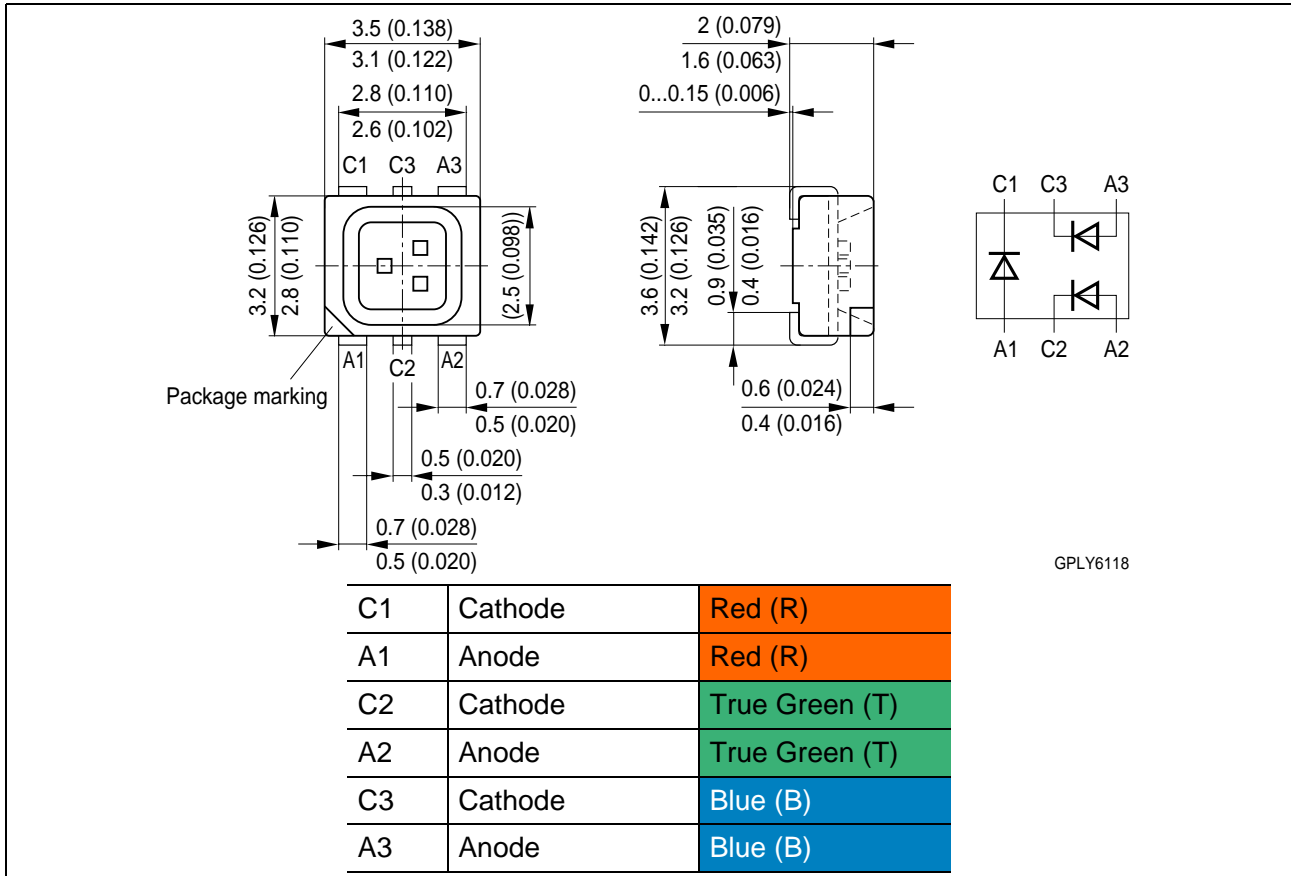 3.5 (0.138)
3.1 (0.122)
2.8 (0.110)
2.6 (0.102)
C1 C3 A3
3.2 (0.126)
2.8 (0.110)
(2.5 (0.098))
A1 C2 A2
Package marking
0.7 (0.028)
0.5 (0.020)
0.5 (0.020)
0.3 (0.012)
0.7 (0.028)
0.5 (0.020)
2 (0.079)
1.6 (0.063)
0...0.15 (0.006)
3.6 (0.142)
3.2 (0.126)
0.9 (0.035)
0.4 (0.016)
0.6 (0.024)
0.4 (0.016)
C1 C3 A3
A1 C2 A2
GPLY6118
C1 Cathode Red (R)
A1 Anode Red (R)
C2 Cathode True Green (T)
A2 Anode True Green (T)
C3 Cathode Blue (B)
A3 Anode Blue (B)